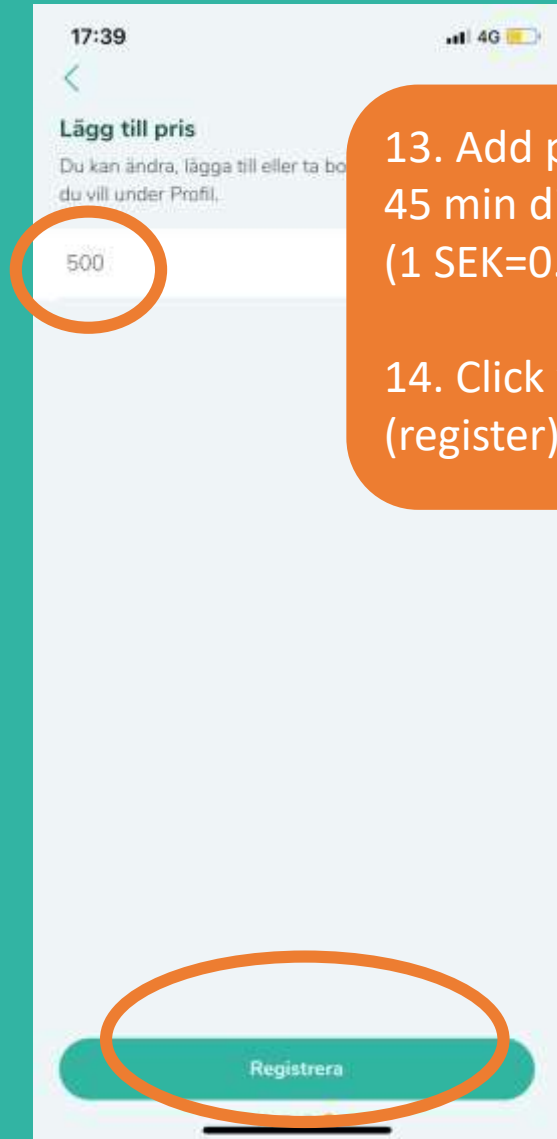 17:39
4G
Lägg till pris
Du kan ändra, lägga till eller ta bo
du vill under Profil.
500
13. Add p
45 min d
(1 SEK=0.
14. Click
(register)
Registrera